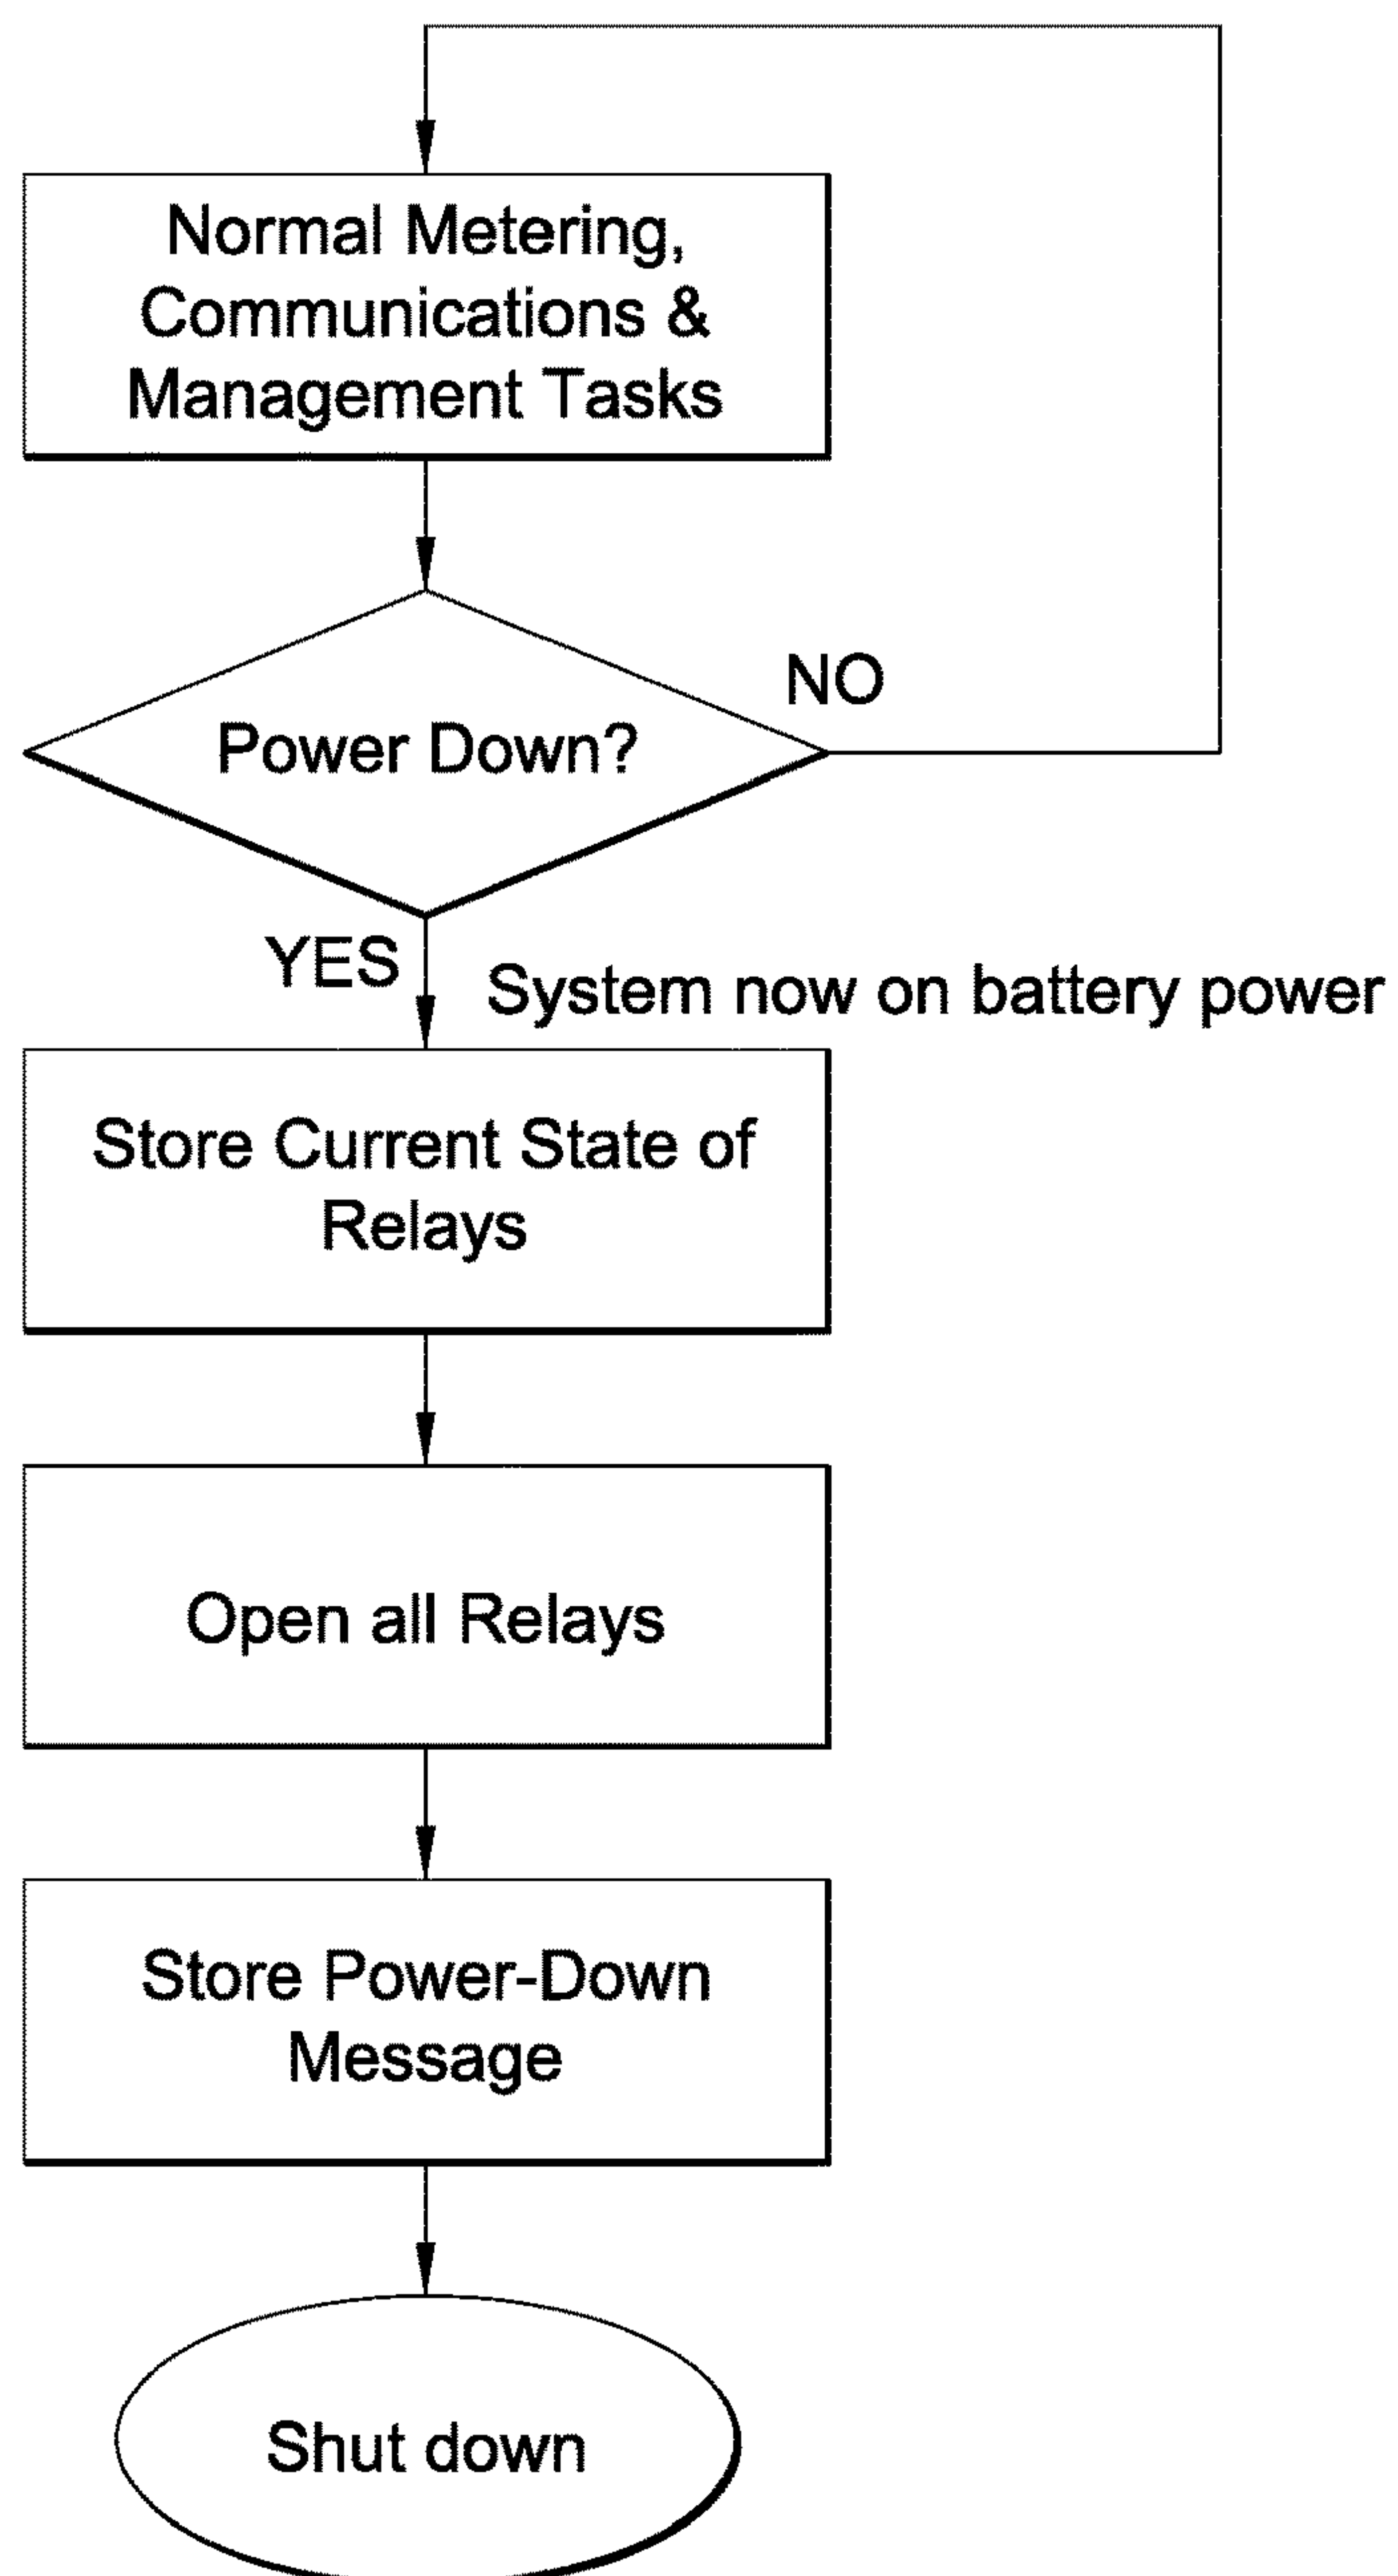 Normal Metering,
Communications &
Management Tasks
Power Down?
NO
YES
System now on battery power
Store Current State of
Relays
Open all Relays
Store Power-Down
Message
Shut down